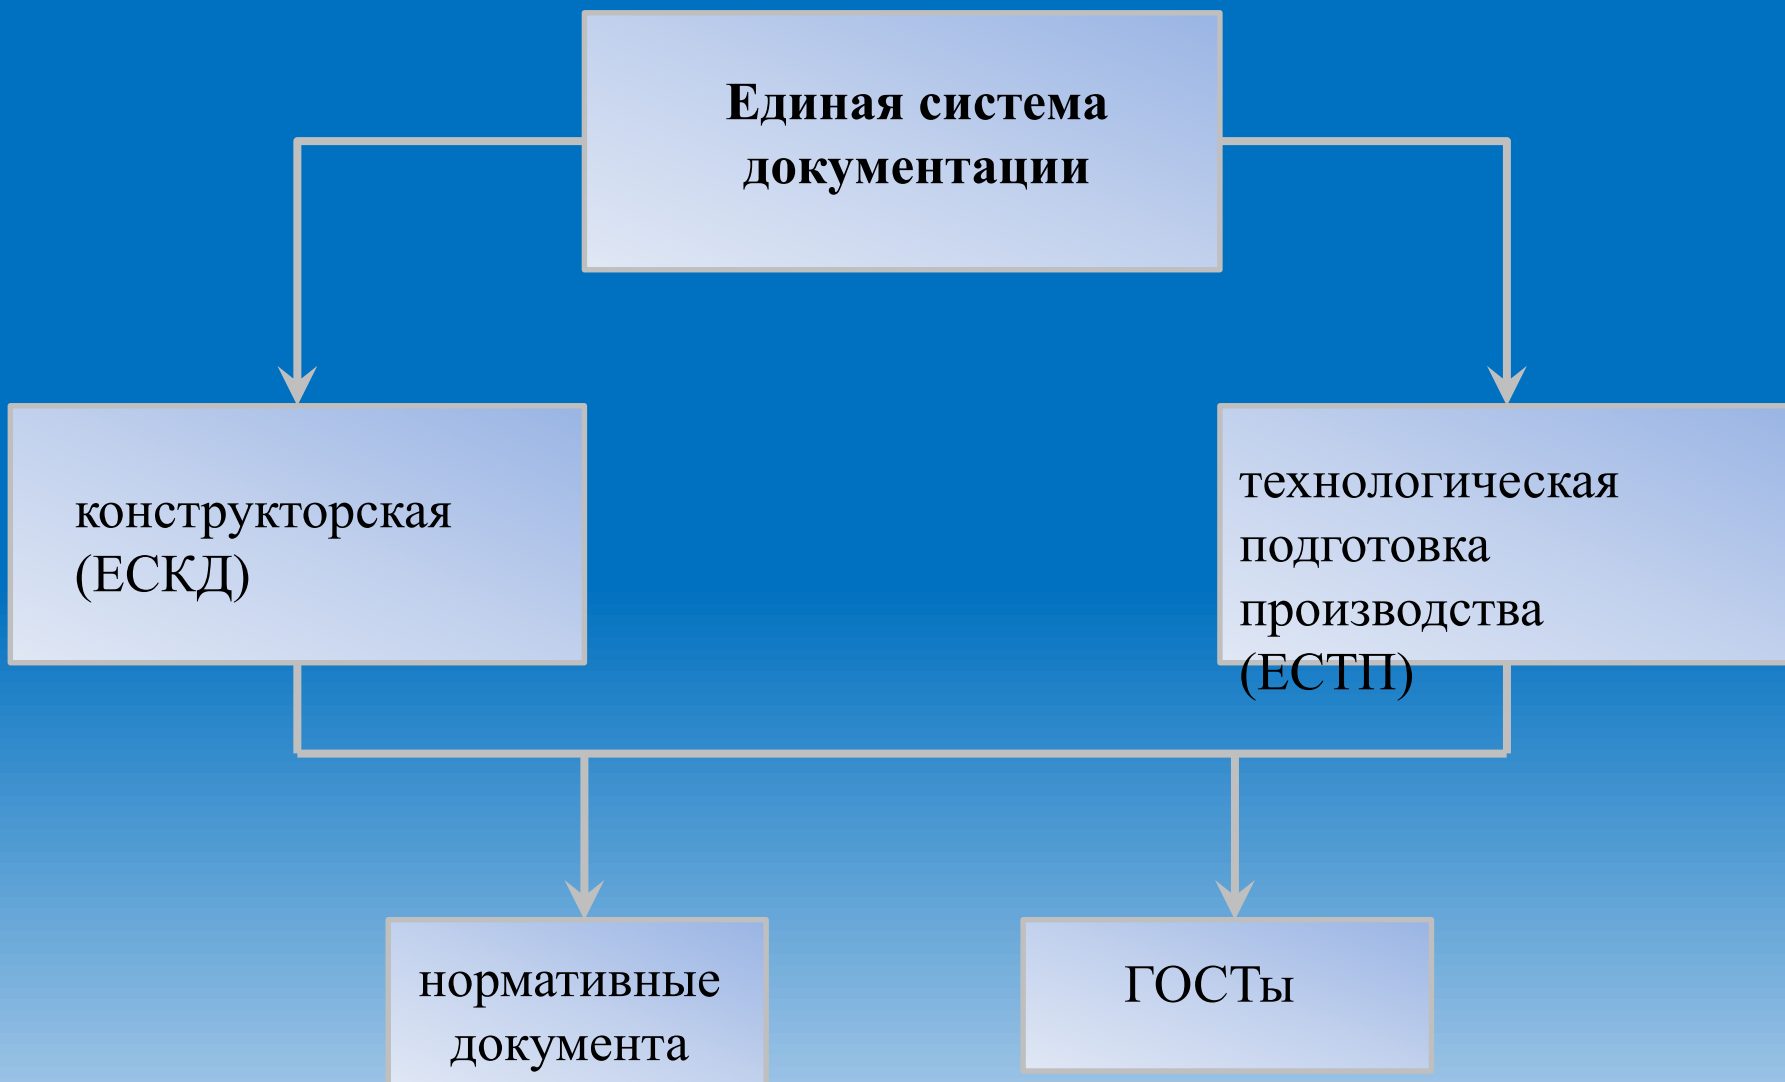 Единая система
документации
конструкторская
(ЕСКД)
технологическая
подготовка
производства
(ЕСТП)
нормативные
документа
ГОСТы